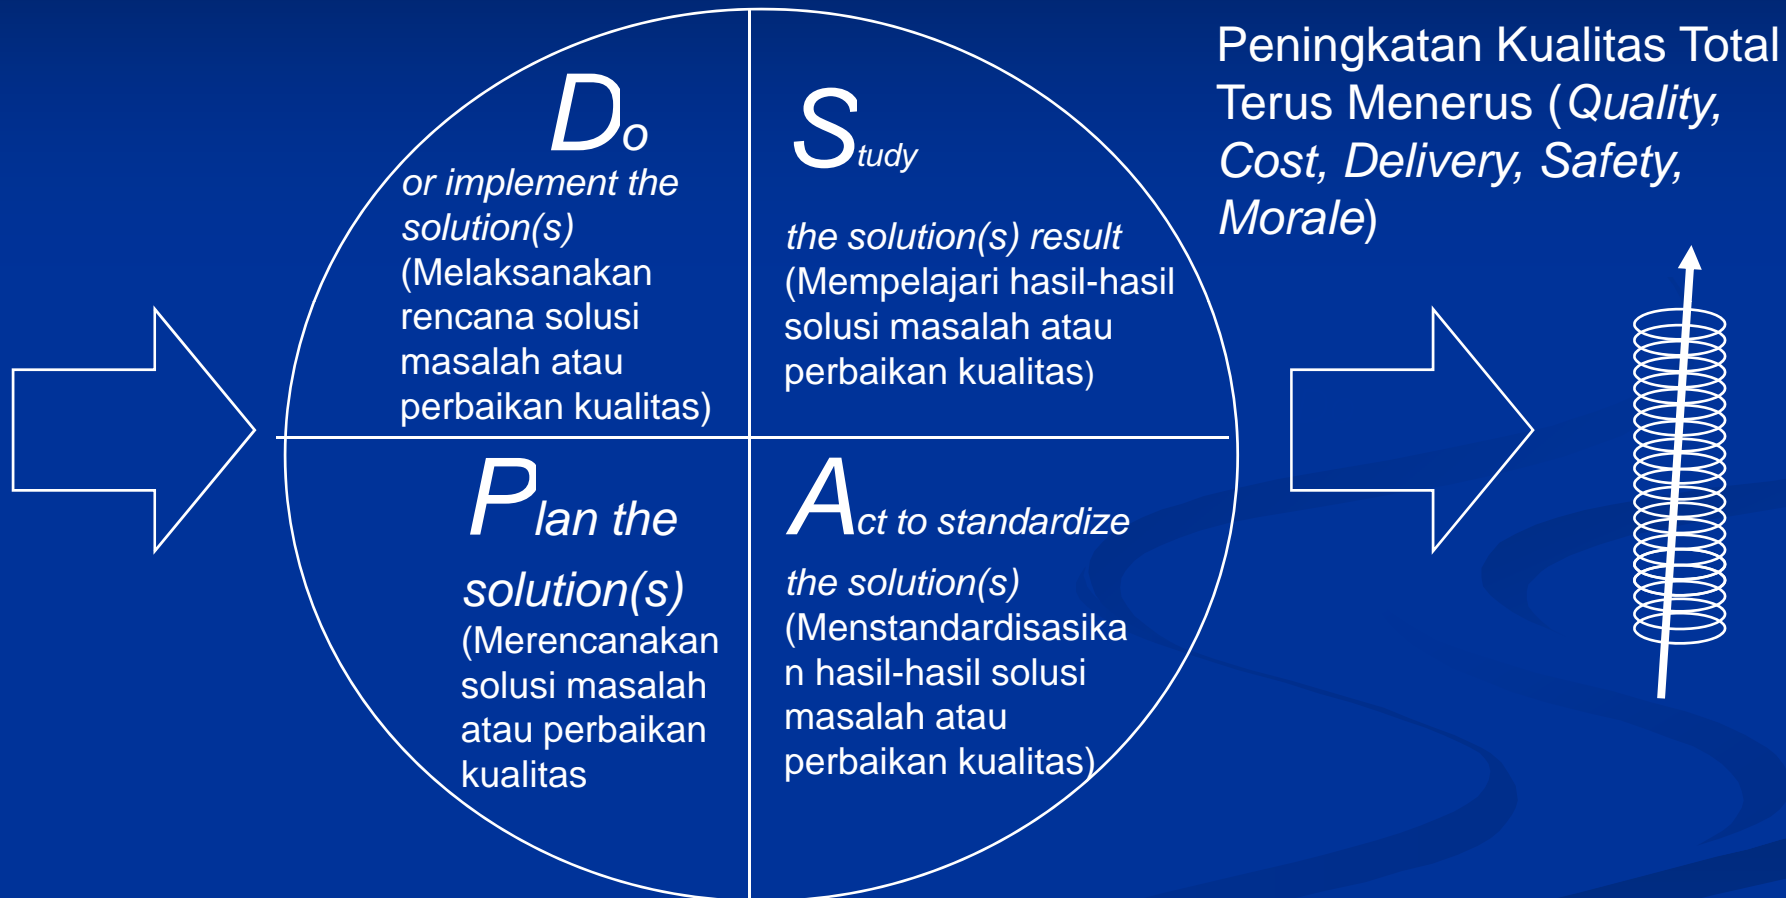 Do
or implement the
solution(s)
(Melaksanakan
rencana solusi
masalah atau
perbaikan kualitas)
Study
the solution(s) result
(Mempelajari hasil-hasil
solusi masalah atau
perbaikan kualitas)
Plan the
solution(s)
(Merencanakan
solusi masalah
atau perbaikan
kualitas
Act to standardize
the solution(s)
(Menstandardisasika
n hasil-hasil solusi
masalah atau
perbaikan kualitas)
Peningkatan Kualitas Total
Terus Menerus (Quality,
Cost, Delivery, Safety,
Morale)